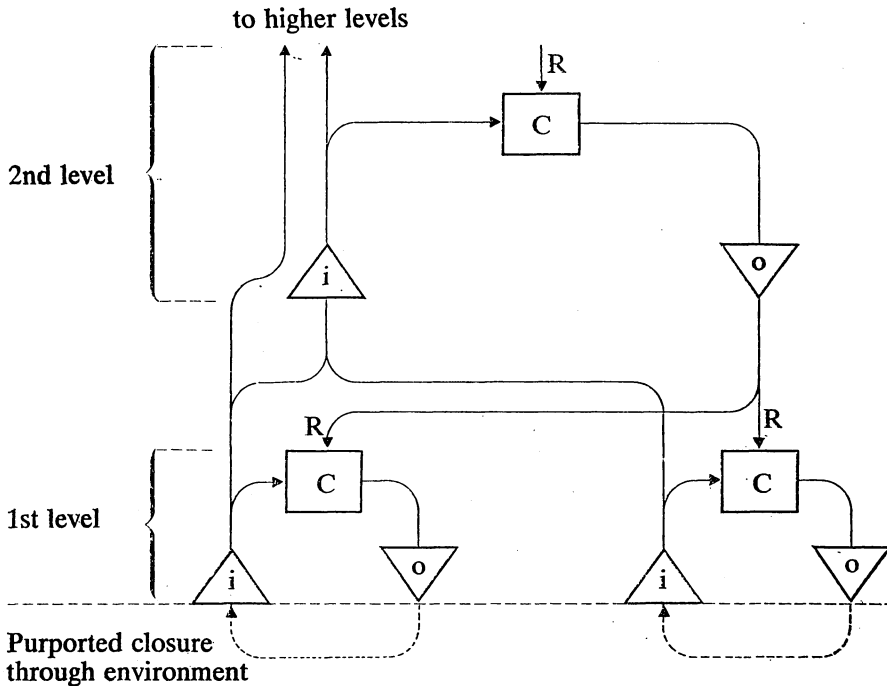 to higher levels
R
C
2nd level
i
o
R
R
C
C
1st level
i
o
i
o
Purported closure
through environment